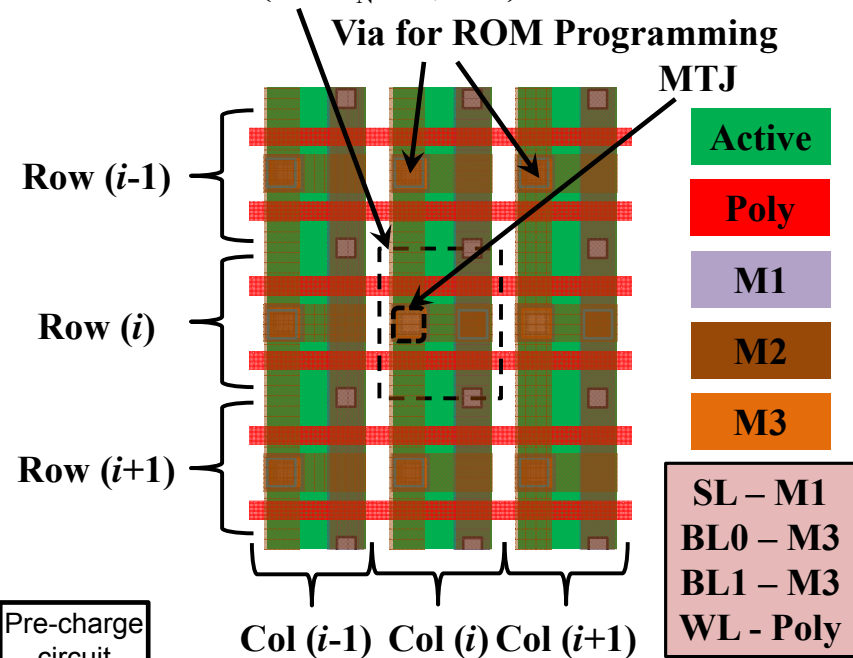 Via for ROM Programming
MTJ
Row (i-1)
Row (i)
Row (i+1)
Active
Poly
M1
M2
M3
SL – M1
BL0 – M3
BL1 – M3
WL - Poly
Col (i-1) Col (i) Col (i+1)
Pre-charge
circuit